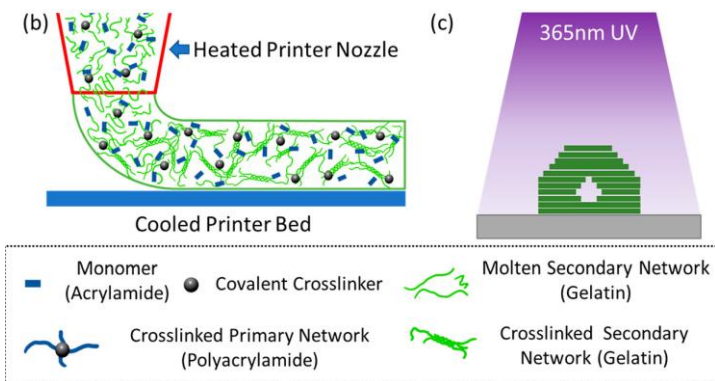 (b)
Heated Printer Nozzle
Cooled Printer Bed
(c)
365nm UV
Monomer
(Acrylamide)
Covalent Crosslinker
Molten Secondary Network
(Gelatin)
Crosslinked Primary Network
(Polyacrylamide)
Crosslinked Secondary
Network (Gelatin)